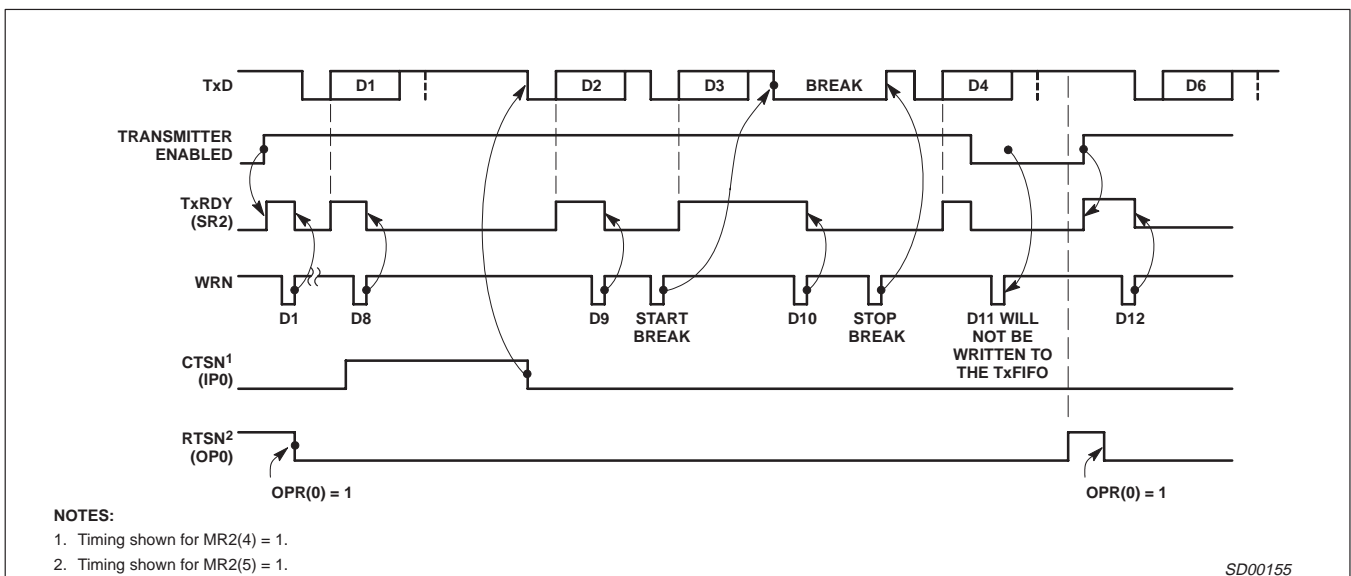 TxD
D1
D2
D3
BREAK
D4
D6
TRANSMITTER
ENABLED
TxRDY
(SR2)
WRN
D1
D8
D9
START
BREAK
D10
STOP
BREAK
D11 WILL
NOT BE
WRITTEN TO
THE TxFIFO
D12
CTSN1
(IP0)
RTSN2
(OP0)
OPR(0) = 1
OPR(0) = 1
NOTES:
1. Timing shown for MR2(4) = 1.
2. Timing shown for MR2(5) = 1.
SD00155